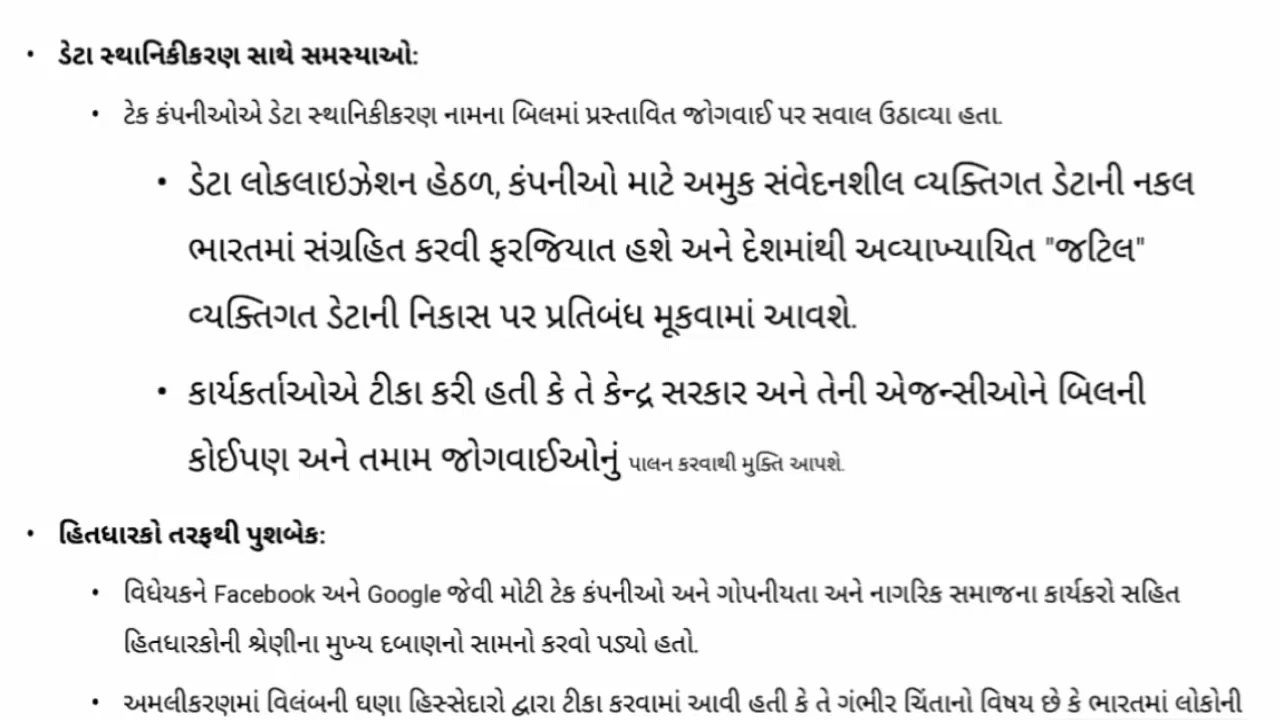 • ડેટા સ્થાનિકીકરણ સાથે સમસ્યાઓ:
• ટેક કંપનીઓએ ડેટા સ્થાનિકીકરણ નામના બિલમાં પ્રસ્તાવિત જોગવાઈ પર સવાલ ઉઠાવ્યા હતા.
• ડેટા લોકલાઇઝેશન હેઠળ, કંપનીઓ માટે અમુક સંવેદનશીલ વ્યક્તિગત ડેટાની નકલ
ભારતમાં સંગ્રહિત કરવી ફરજિયાત હશે અને દેશમાંથી અવ્યાખ્યાયિત "જટિલ"
વ્યક્તિગત ડેટાની નિકાસ પર પ્રતિબંધ મૂકવામાં આવશે.
• કાર્યકર્તાઓએ ટીકા કરી હતી કે તે કેન્દ્ર સરકાર અને તેની એજન્સીઓને બિલની
કોઈપણ અને તમામ જોગવાઈઓનું પાલન કરવાથી મુક્તિ આપશે.
• હિતધારકો તરફથી પુશબેક:
• વિધેયકને Facebook અને Google જેવી મોટી ટેક કંપનીઓ અને ગોપનીયતા અને નાગરિક સમાજના કાર્યકરો સહિત
હિતધારકોની શ્રેણીના મુખ્ય દબાણનો સામનો કરવો પડ્યો હતો.
• અમલીકરણમાં વિલંબની ઘણા હિસ્સેદારો દ્વારા ટીકા કરવામાં આવી હતી કે તે ગંભીર ચિંતાનો વિષય છે કે ભારતમાં લોકોની